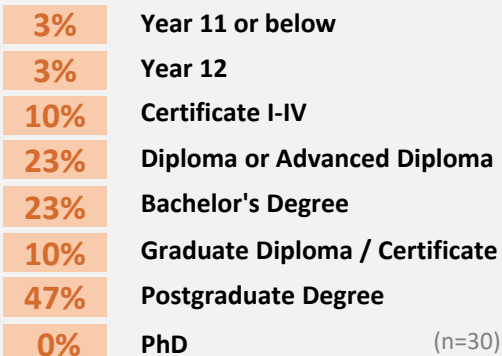 3% Year 11 or below
3% Year 12
10% Certificate I-IV
23% Diploma or Advanced Diploma
23% Bachelor's Degree
10% Graduate Diploma / Certificate
47% Postgraduate Degree
0% PhD (n=30)